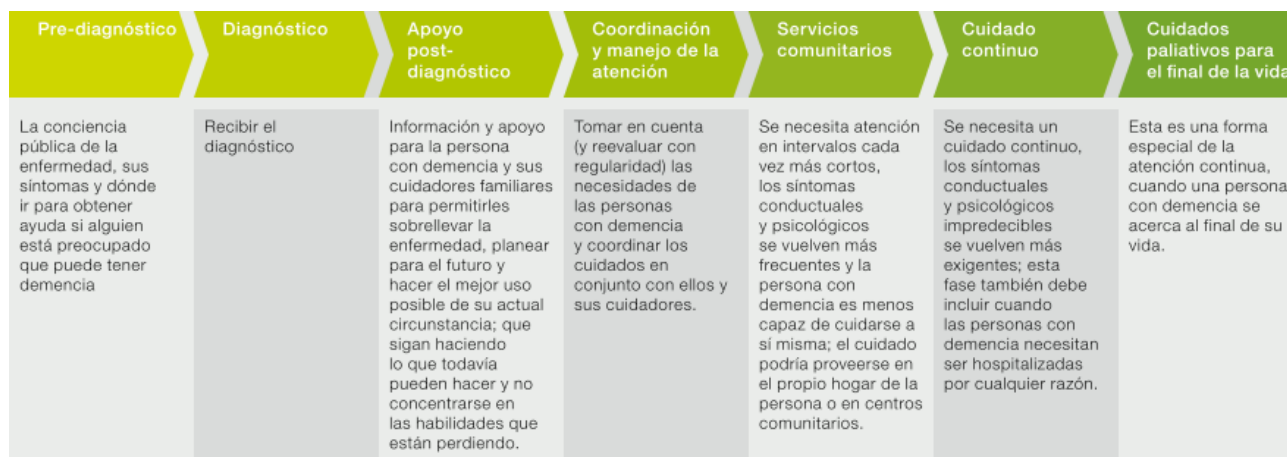 Pre-diagnóstico
Diagnóstico
Apoyo
post-
diagnóstico
Coordinación
y manejo de la
atención
Servicios
comunitarios
Cuidado
continuo
Cuidados
paliativos para
el final de la vida
La conciencia
pública de la
enfermedad, sus
síntomas y dónde
ir para obtener
ayuda si alguien
está preocupado
que puede tener
demencia
Recibir el
diagnóstico
Información y apoyo
para la persona
con demencia y sus
cuidadores familiares
para permitirles
sobrellevar la
enfermedad, planear
para el futuro y
hacer el mejor uso
posible de su actual
circunstancia; que
sigan haciendo
lo que todavía
pueden hacer y no
concentrarse en
las habilidades que
están perdiendo.
Tomar en cuenta
(y reevaluar con
regularidad) las
necesidades de
las personas
con demencia
y coordinar los
cuidados en
conjunto con ellos y
sus cuidadores.
Se necesita atención
en intervalos cada
vez más cortos,
los síntomas
conductuales
y psicológicos
se vuelven más
frecuentes y la
persona con
demencia es menos
capaz de cuidarse a
sí misma; el cuidado
podría proveerse en
el propio hogar de la
persona o en centros
comunitarios.
Se necesita un
cuidado continuo,
los síntomas
conductuales
y psicológicos
impredecibles
se vuelven más
exigentes; esta
fase también debe
incluir cuando
las personas con
demencia necesitan
ser hospitalizadas
por cualquier razón.
Esta es una forma
especial de la
atención continua,
cuando una persona
con demencia se
acerca al final de su
vida.